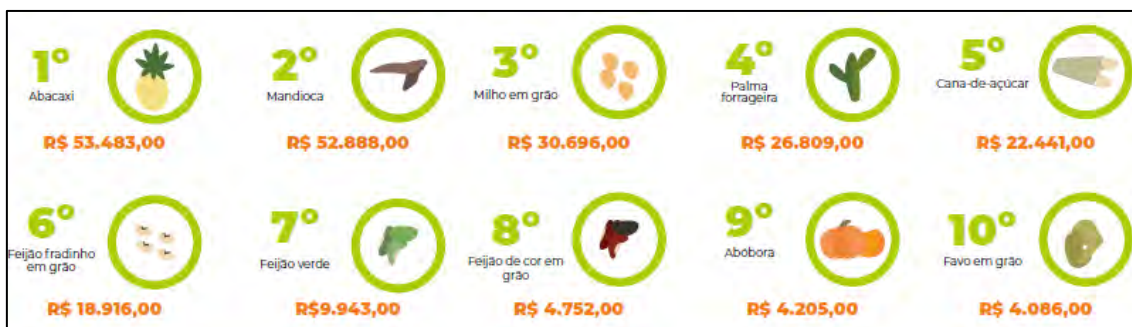 1º
Abacaxi
R$ 53.483,00
2º
Mandioca
R$ 52.888,00
3º
Milho em grão
R$ 30.696,00
4º
Palma
forrageira
R$ 26.809,00
5º
Cana-de-açúcar
R$ 22.441,00
6º
Feijão fradinho
em grão
R$ 18.916,00
7º
Feijão verde
R$9.943,00
8º
Feijão de cor em
grão
R$ 4.752,00
9º
Abóbora
R$ 4.205,00
10º
Favo em grão
R$ 4.086,00